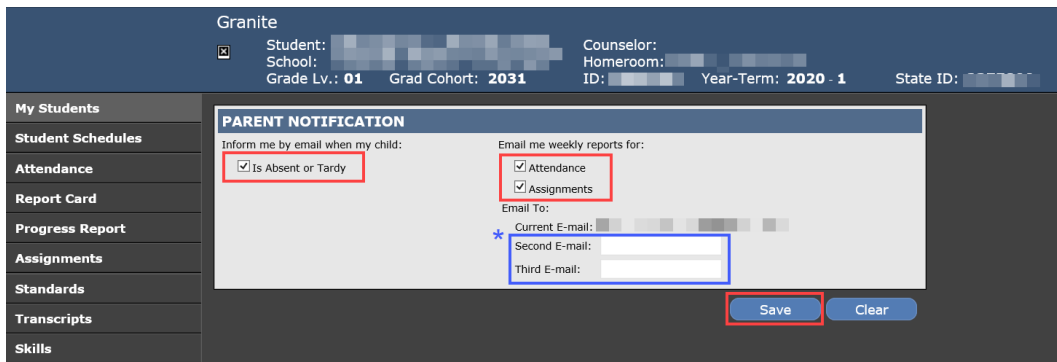 Granite
Student: Counselor:
School: Homeroom:
Grade Lv.: 01 Grad Cohort: 2031 ID: Year-Term: 2020 - 1 State ID:
My Students
Student Schedules
Attendance
Report Card
Progress Report
Assignments
Standards
Transcripts
Skills
PARENT NOTIFICATION
Inform me by email when my child: Email me weekly reports for:
Is Absent or Tardy Attendance
Assignments
Email To:
Current E-mail:
* Second E-mail:
Third E-mail:
Save Clear